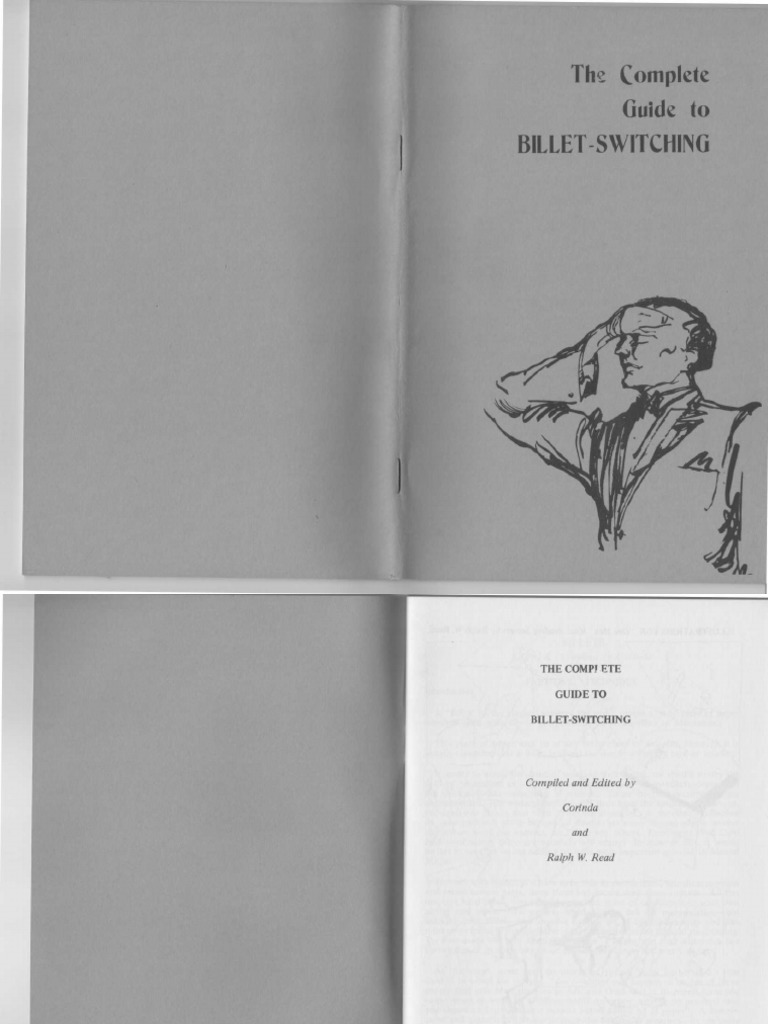 The Complete
Guide to
BILLET-SWITCHING
THE COMPLETE
GUIDE TO
BILLET-SWITCHING
Compiled and Edited by
Corinda
and
Ralph W. Read